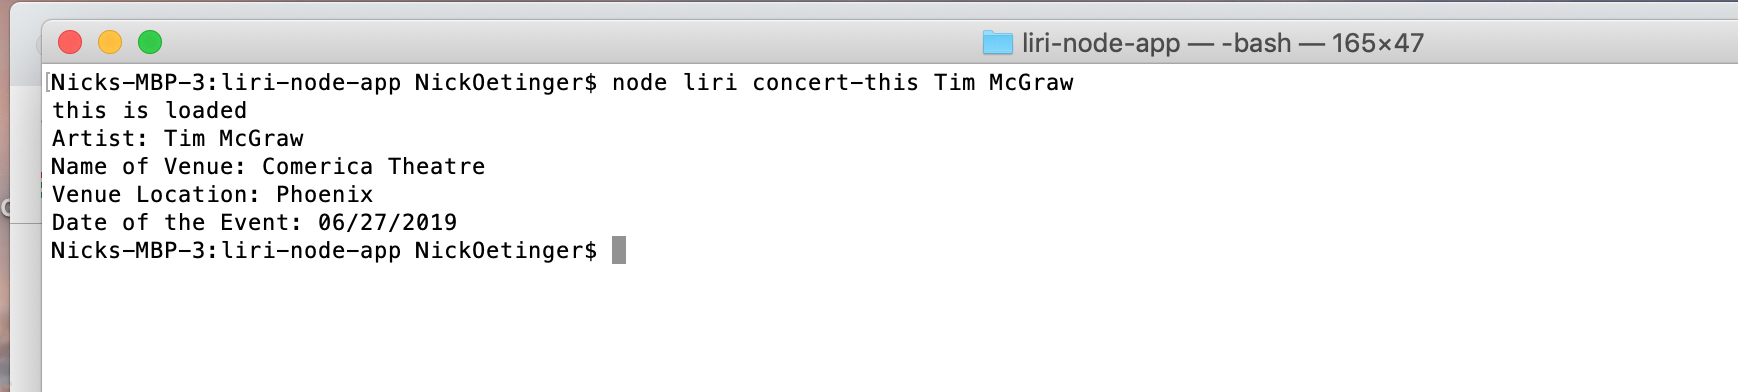 liri-node-app — -bash — 165×47
[Nicks-MBP-3:liri-node-app NickOetinger$ node liri concert-this Tim McGraw
this is loaded
Artist: Tim McGraw
Name of Venue: Comerica Theatre
Venue Location: Phoenix
Date of the Event: 06/27/2019
Nicks-MBP-3:liri-node-app NickOetinger$